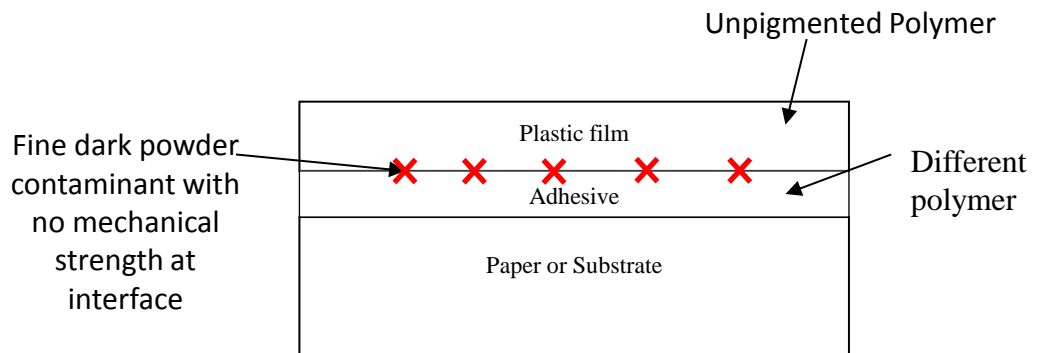 Unpigmented Polymer
Plastic film
Fine dark powder
contaminant with
no mechanical
strength at
interface
Different
polymer
Adhesive
Paper or Substrate